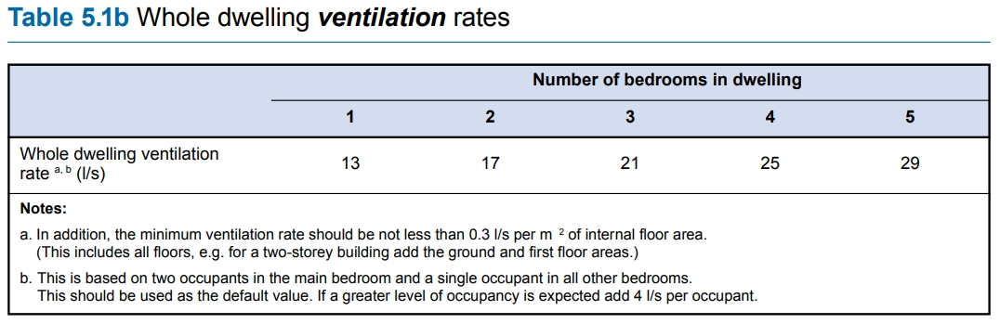 Table 5.1b Whole dwelling ventilation rates
Number of bedrooms in dwelling
1 2 3 4 5
Whole dwelling ventilation
rate a, b (l/s) 13 17 21 25 29
Notes:
a. In addition, the minimum ventilation rate should be not less than 0.3 l/s per m 2 of internal floor area.
(This includes all floors, e.g. for a two-storey building add the ground and first floor areas.)
b. This is based on two occupants in the main bedroom and a single occupant in all other bedrooms.
This should be used as the default value. If a greater level of occupancy is expected add 4 l/s per occupant.